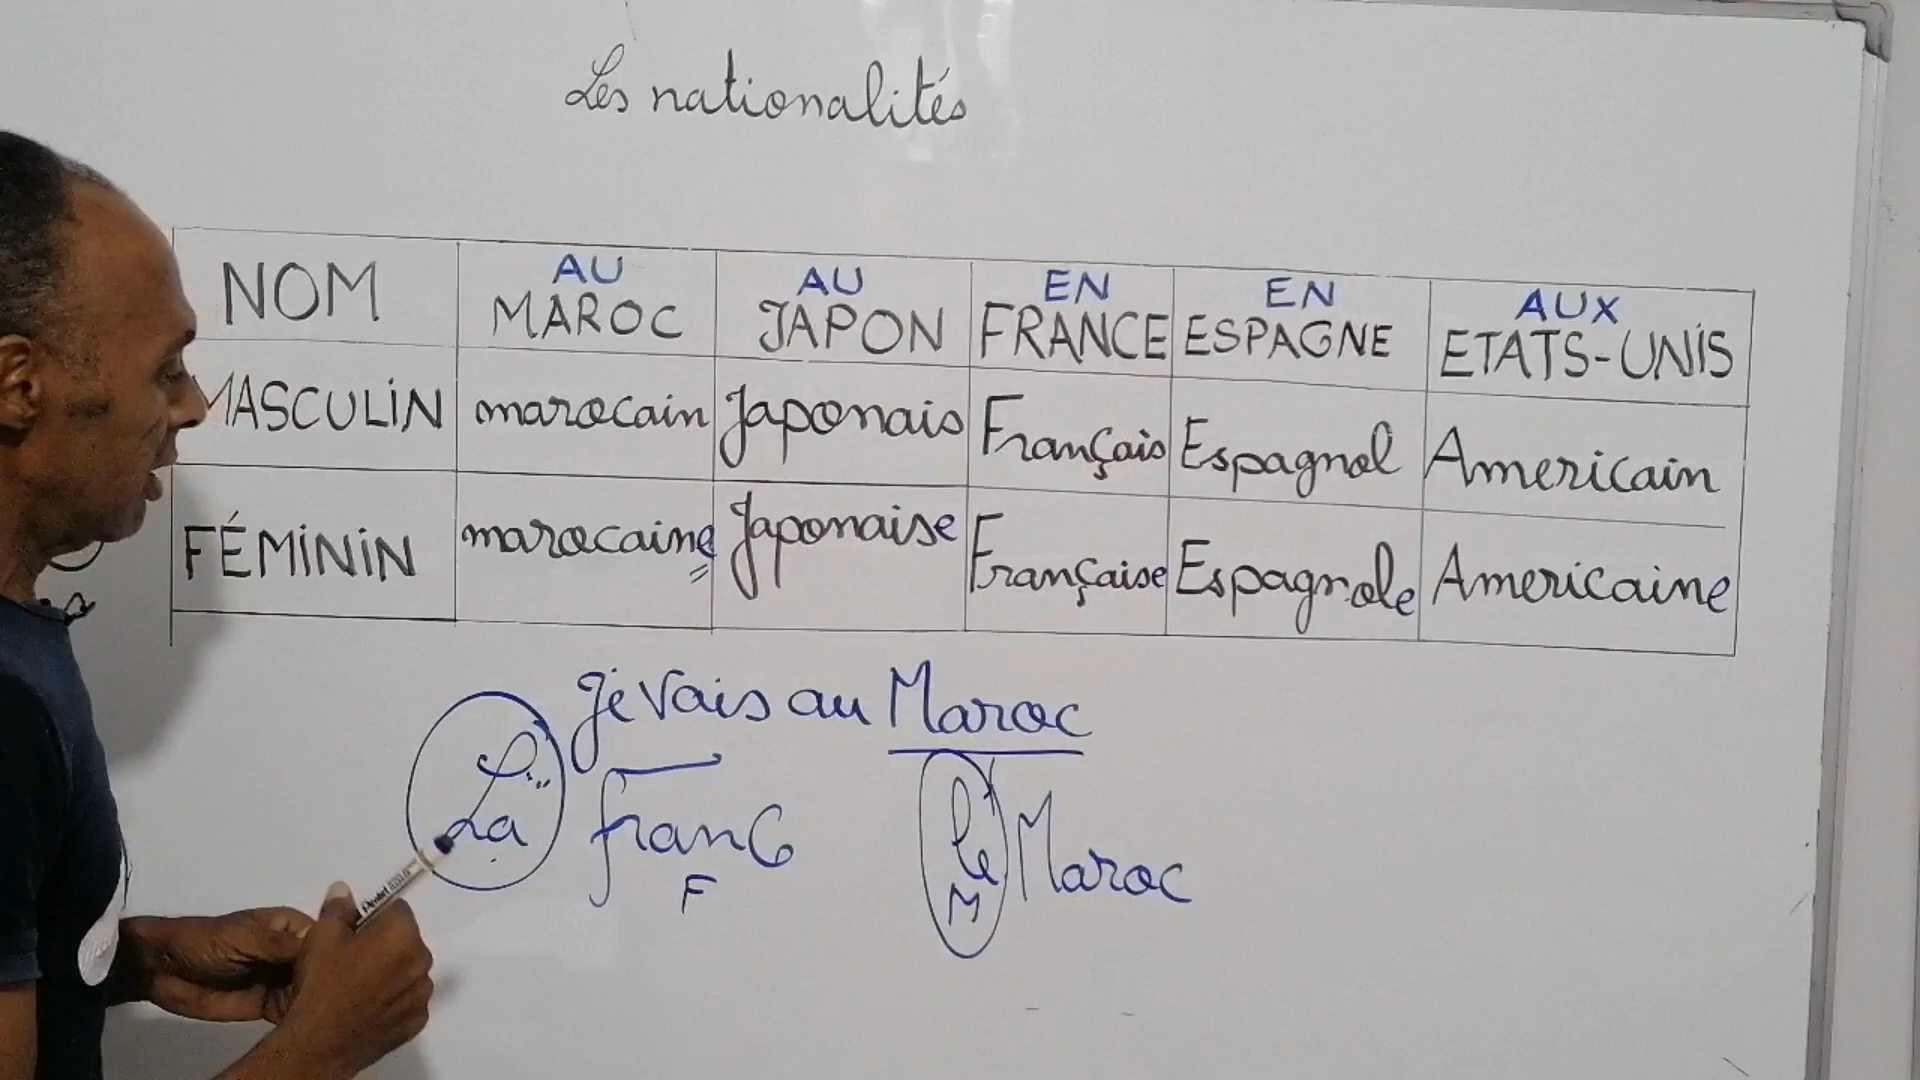 Les nationalités
NOM AU MAROC AU JAPON EN FRANCE EN ESPAGNE AUX ETATS-UNIS
MASCULIN marocain Japonais Français Espagnol Americain
FÉMININ marocaine Japonaise Française Espagnole Americaine
Je vais au Maroc
La franc le Maroc
F M